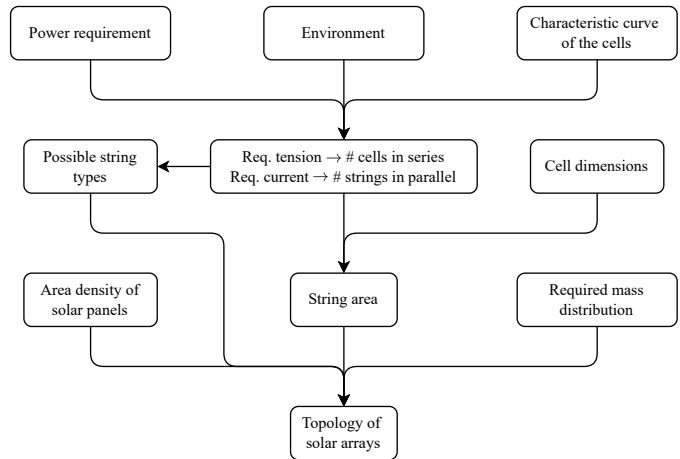 Power requirement
Environment
Characteristic curve
of the cells
Possible string
types
Req. tension → # cells in series
Req. current → # strings in parallel
Cell dimensions
Area density of
solar panels
String area
Required mass
distribution
Topology of
solar arrays